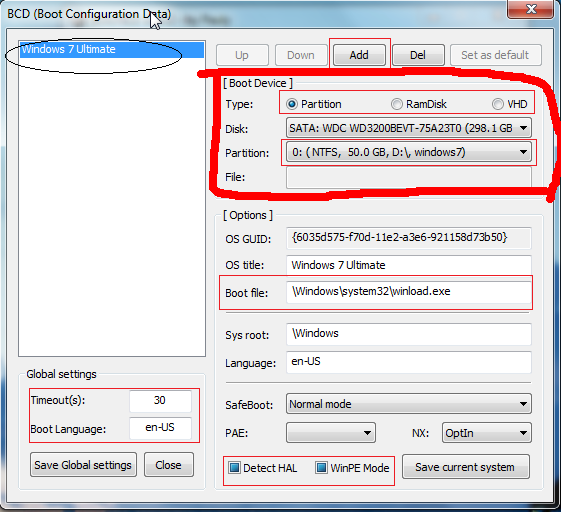 BCD (Boot Configuration Data)
Windows 7 Ultimate
Up Down Add Del Set as default
[ Boot Device ]
Type: Partition RamDisk VHD
Disk: SATA: WDC WD3200BEVT-75A23T0 (298.1 GB
Partition: 0: ( NTFS, 50.0 GB, D:\, windows7)
File:
[ Options ]
OS GUID: {6035d575-f70d-11e2-a3e6-921158d73b50}
OS title: Windows 7 Ultimate
Boot file: \Windows\system32\winload.exe
Sys root: \Windows
Language: en-US
SafeBoot: Normal mode
PAE: NX: OptIn
Detect HAL WinPE Mode Save current system
Global settings
Timeout(s): 30
Boot Language: en-US
Save Global settings Close